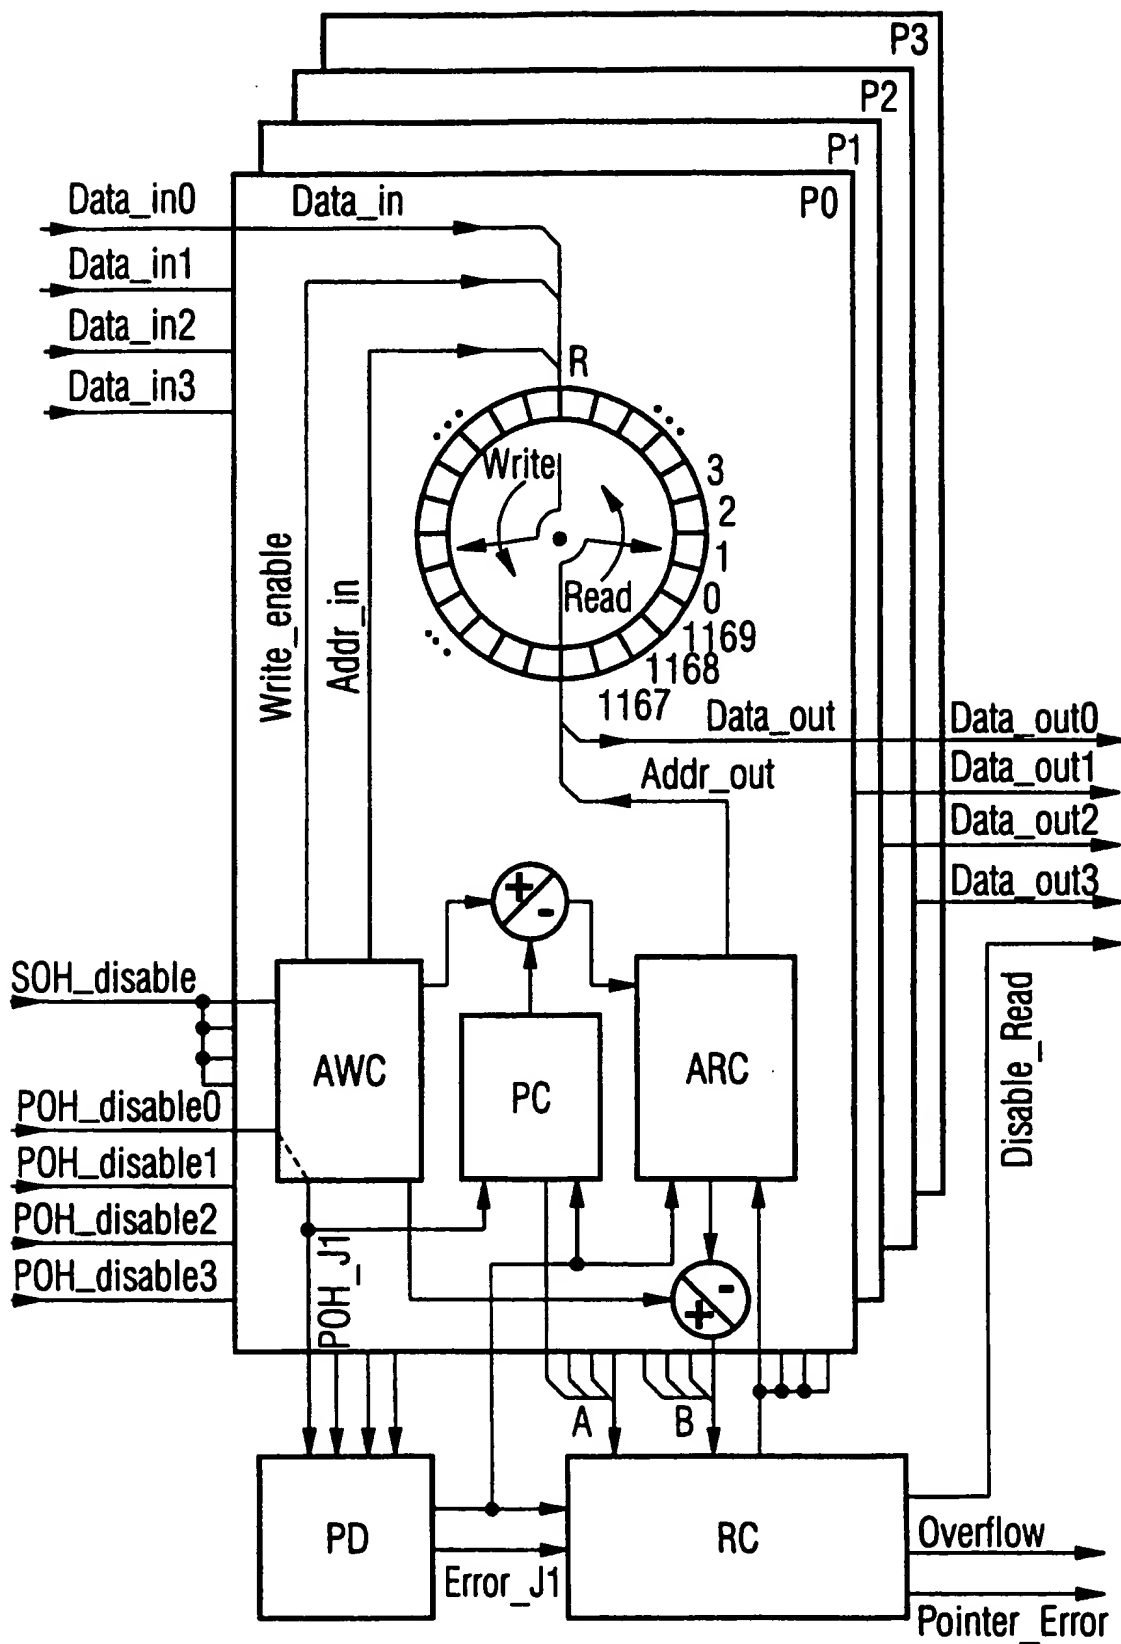 P3
P2
P1
P0
Data_in0
Data_in
Data_in1
Data_in2
Data_in3
R
Write
Read
3
2
1
0
1169
1168
1167
Write_enable
Addr_in
Data_out
Data_out0
Data_out1
Addr_out
Data_out2
Data_out3
+
-
SOH_disable
AWC
PC
ARC
Disable_Read
POH_disable0
POH_disable1
POH_disable2
POH_disable3
POH_J1
-
+
A
B
PD
RC
Error_J1
Overflow
Pointer_Error